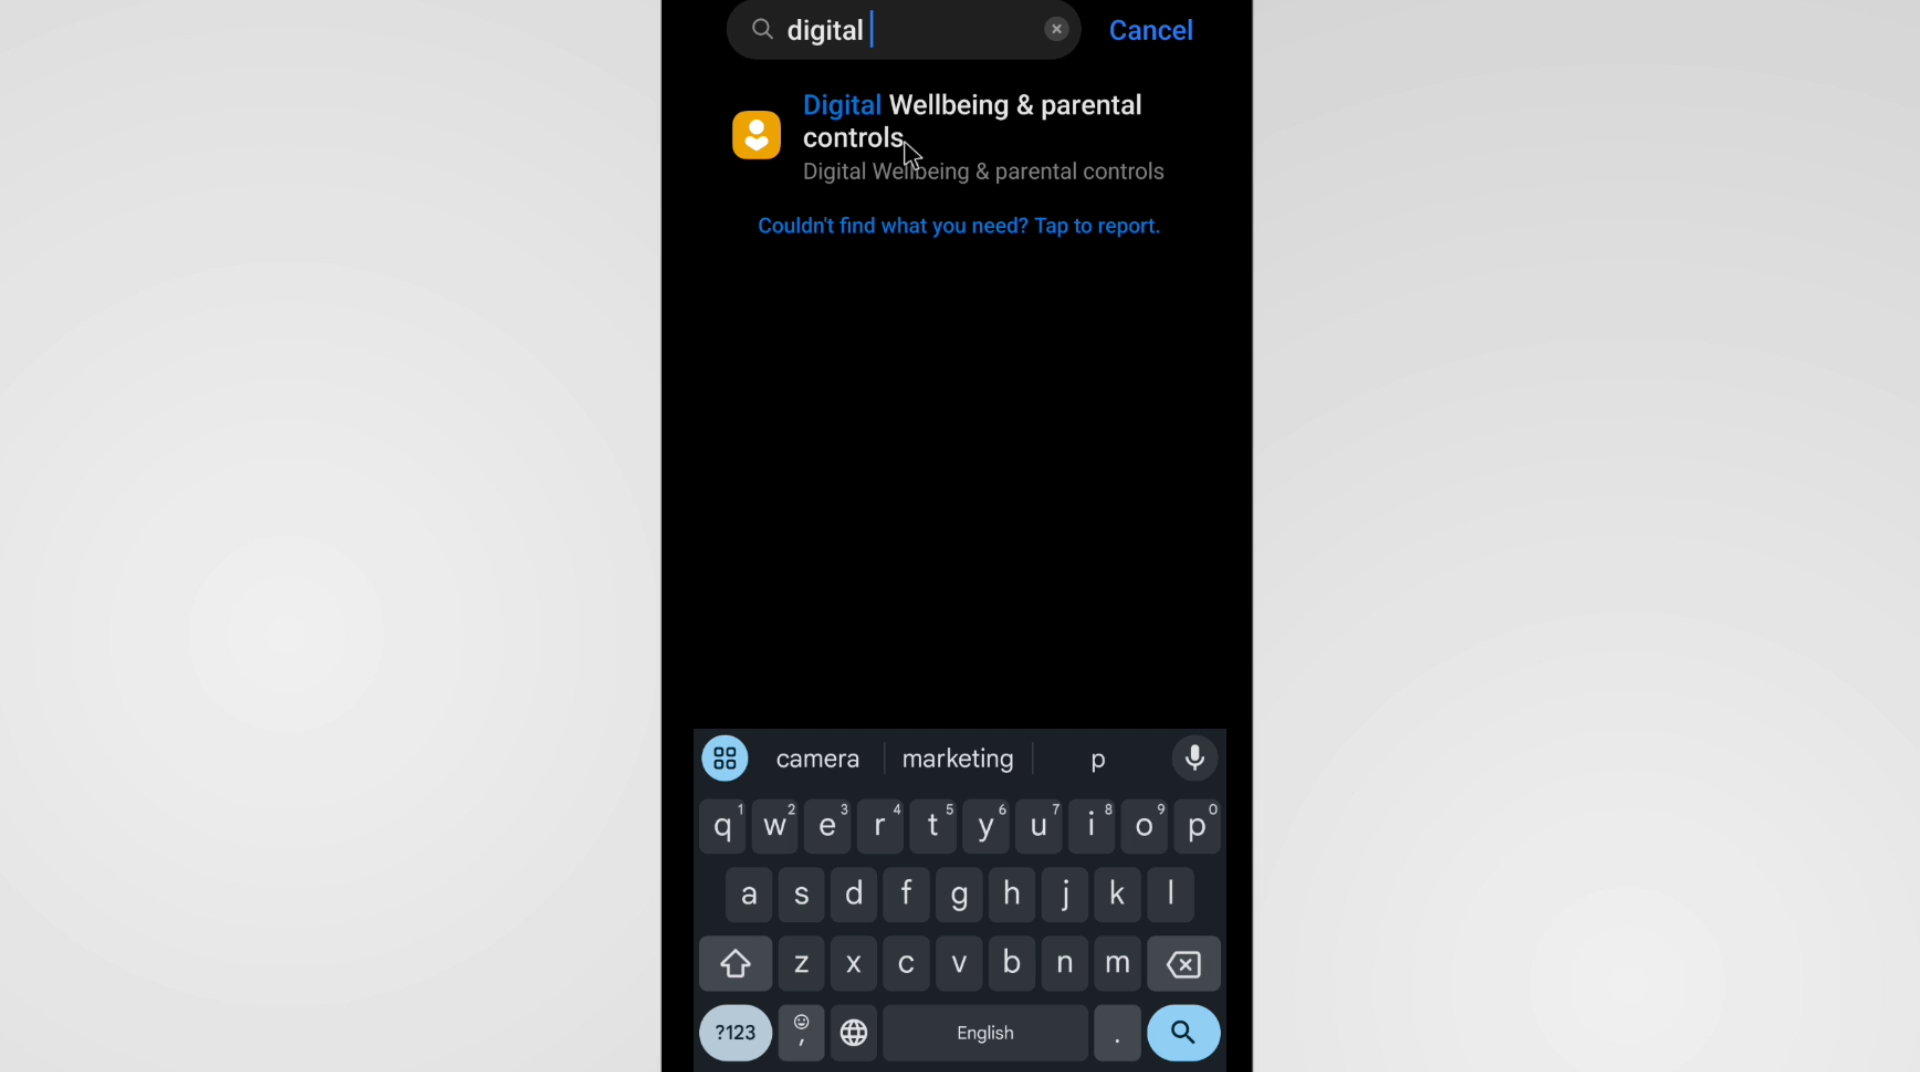 digital
Cancel
Digital Wellbeing & parental
controls
Digital Wellbeing & parental controls
Couldn't find what you need? Tap to report.
camera marketing p
q1 w2 e3 r4 t5 y6 u7 i8 o9 p0
a s d f g h j k l
z x c v b n m
?123 , English .